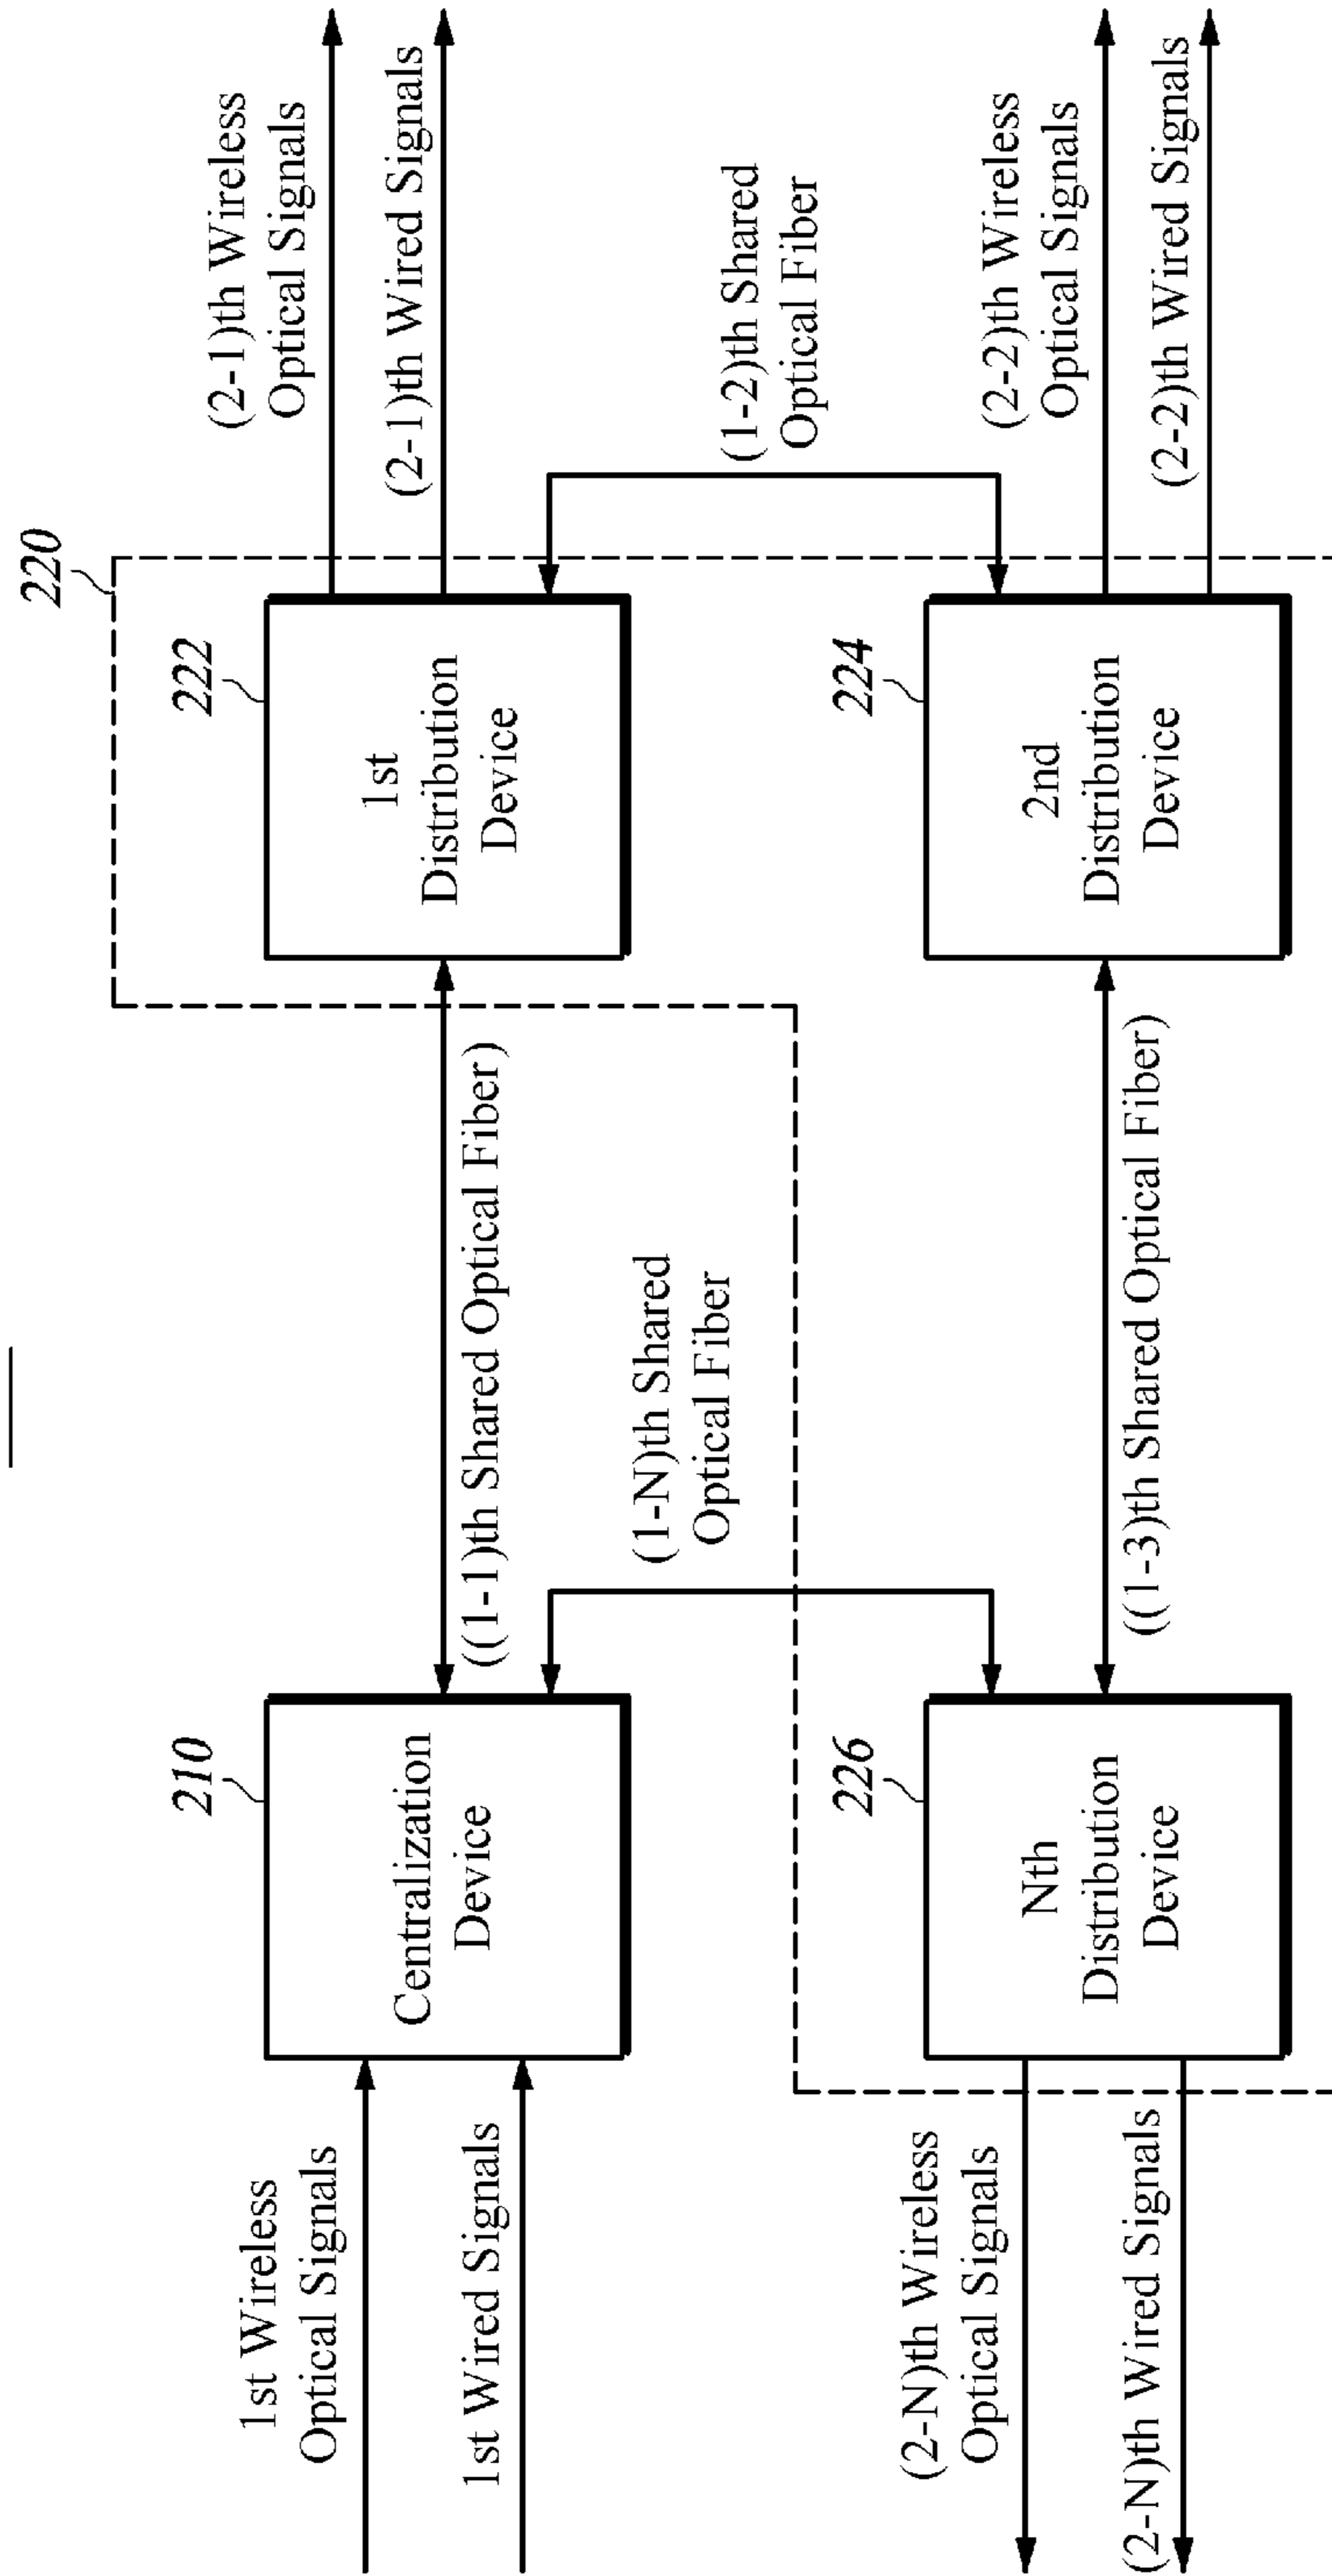 220
1st Wireless
Optical Signals
1st Wired Signals
210
Centralization
Device
((1-1)th Shared Optical Fiber)
222
1st
Distribution
Device
(2-1)th Wireless
Optical Signals
(2-1)th Wired Signals
(1-N)th Shared
Optical Fiber
(1-2)th Shared
Optical Fiber
(2-N)th Wireless
Optical Signals
(2-N)th Wired Signals
226
Nth
Distribution
Device
((1-3)th Shared Optical Fiber)
224
2nd
Distribution
Device
(2-2)th Wireless
Optical Signals
(2-2)th Wired Signals